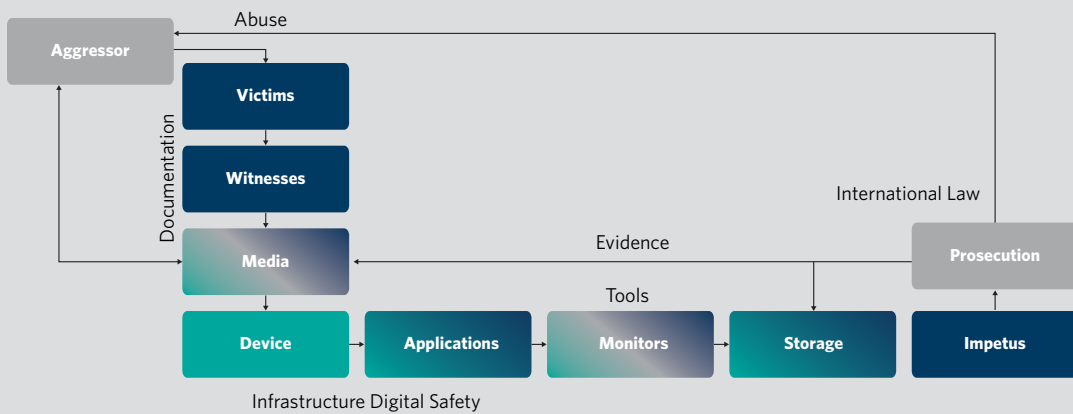 Abuse
Aggressor
Victims
Documentation
Witnesses
International Law
Evidence
Media
Prosecution
Tools
Device
Applications
Monitors
Storage
Impetus
Infrastructure Digital Safety